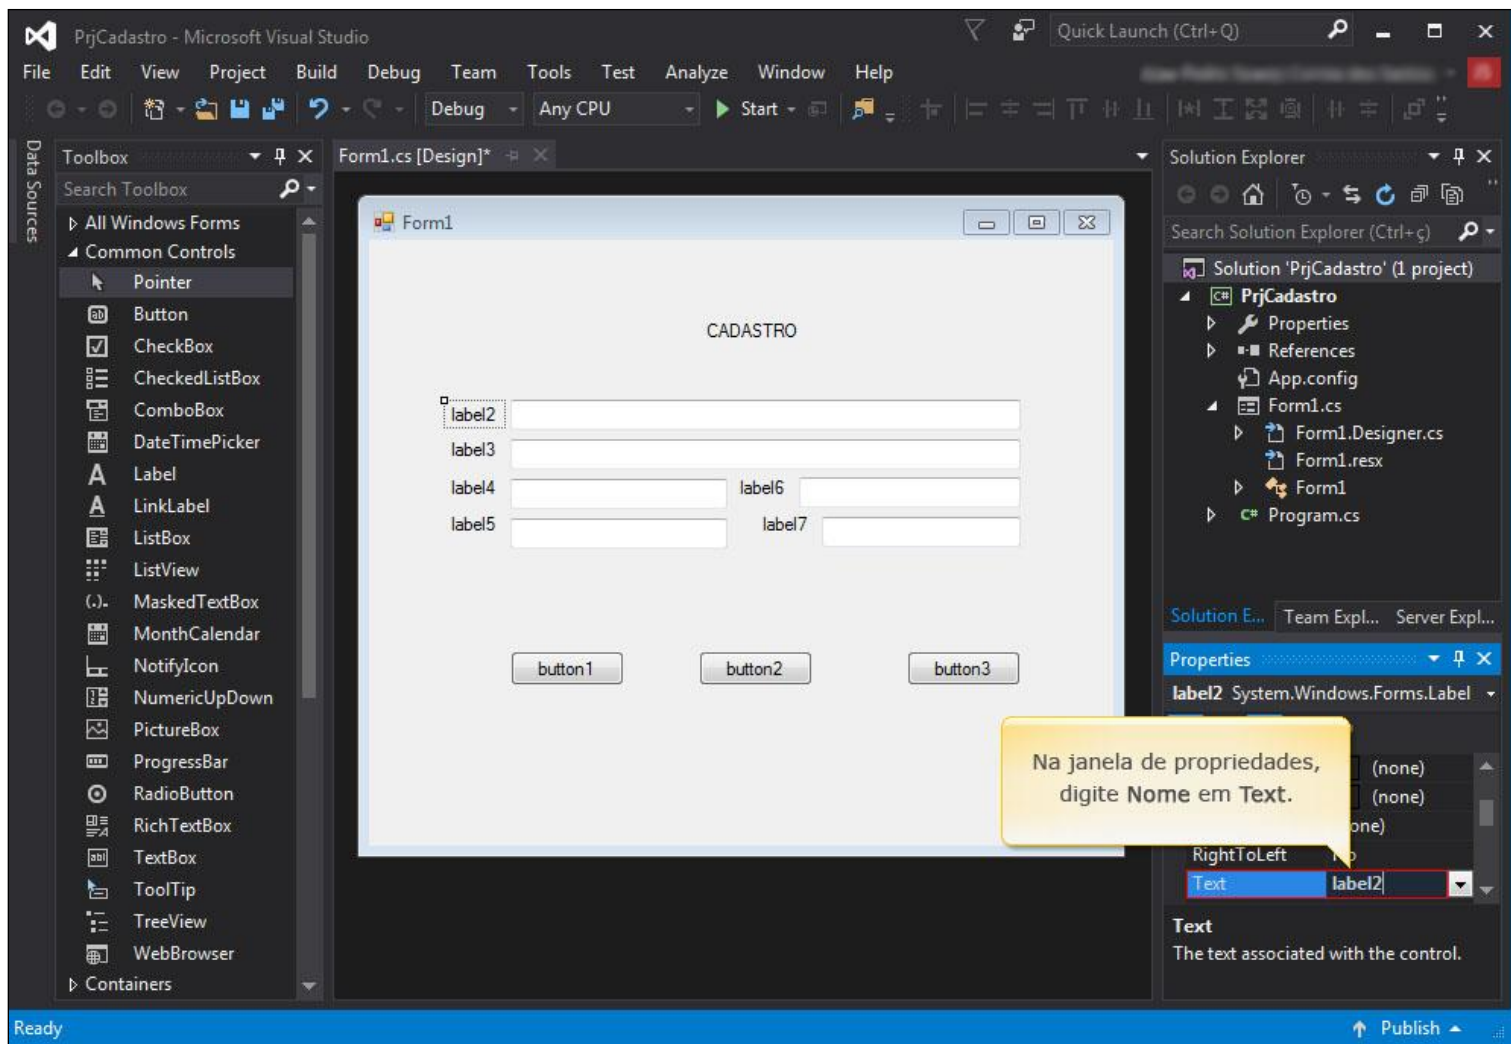 PrjCadastro - Microsoft Visual Studio
Quick Launch (Ctrl+Q)
File Edit View Project Build Debug Team Tools Test Analyze Window Help
Debug Any CPU Start
Data Sources
Toolbox
Search Toolbox
All Windows Forms
Common Controls
Pointer
Button
CheckBox
CheckedListBox
ComboBox
DateTimePicker
Label
LinkLabel
ListBox
ListView
MaskedTextBox
MonthCalendar
NotifyIcon
NumericUpDown
PictureBox
ProgressBar
RadioButton
RichTextBox
TextBox
ToolTip
TreeView
WebBrowser
Containers
Form1.cs [Design]*
Form1
CADASTRO
label2
label3
label4 label6
label5 label7
button1 button2 button3
Solution Explorer
Search Solution Explorer (Ctrl+ç)
Solution 'PrjCadastro' (1 project)
PrjCadastro
Properties
References
App.config
Form1.cs
Form1.Designer.cs
Form1.resx
Form1
Program.cs
Solution E... Team Expl... Server Expl...
Properties
label2 System.Windows.Forms.Label
Na janela de propriedades,
digite Nome em Text.
(none)
(none)
RightToLeft
Text label2
Text
The text associated with the control.
Ready
Publish